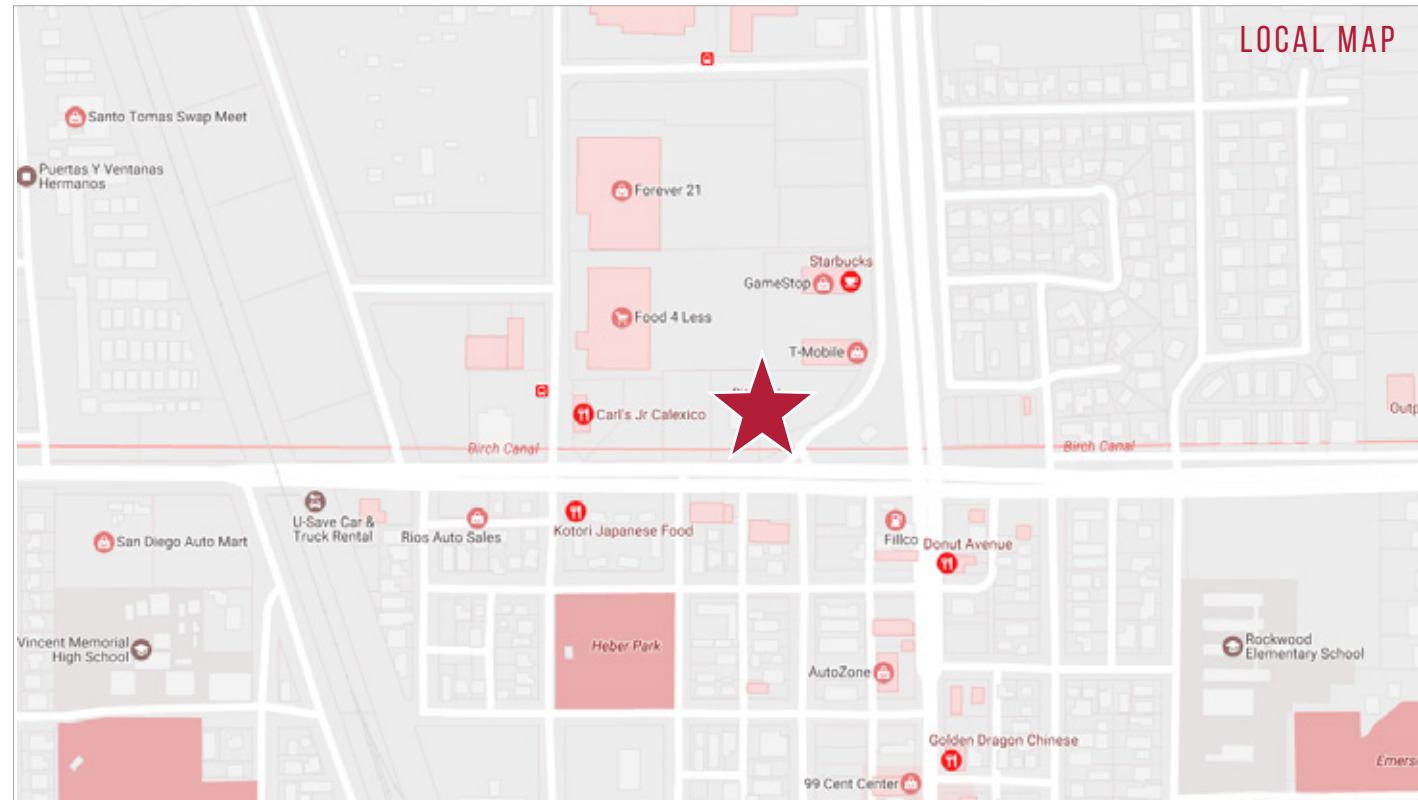 LOCAL MAP
Santo Tomas Swap Meet
Puertas Y Ventanas
Hermanos
Forever 21
Starbucks
GameStop
Food 4 Less
T-Mobile
Carl's Jr Calexico
Birch Canal
Birch Canal
U-Save Car &
Truck Rental
Rios Auto Sales
Kotori Japanese Food
San Diego Auto Mart
Fillco
Donut Avenue
Vincent Memorial
High School
Heber Park
AutoZone
Rockwood
Elementary School
Golden Dragon Chinese
99 Cent Center